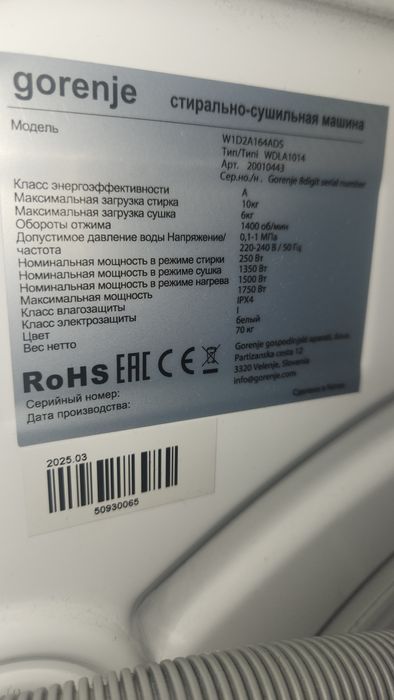 gorenje стирально-сушильная машина
Модель W1D2A164ADS
Тип/Типі WDLA1014
Арт. 20010443
Сер.но./н. Gorenje 8digit serial number
Класс энергоэффективности A
Максимальная загрузка стирка 10кг
Максимальная загрузка сушка 6кг
Обороты отжима 1400 об/мин
Допустимое давление воды Напряжение/ 0,1-1 МПа
частота 220-240 В / 50 Гц
Номинальная мощность в режиме стирки 250 Вт
Номинальная мощность в режиме сушка 1350 Вт
Номинальная мощность в режиме нагрева 1500 Вт
Максимальная мощность 1750 Вт
Класс влагозащиты IPX4
Класс электрозащиты I
Цвет белый
Вес нетто 70 кг
Gorenje gospodinjski aparati, d.o.o.
Partizanska cesta 12
3320 Velenje, Slovenia
info@gorenje.com
RoHS EAC CE
Серийный номер:
Дата производства:
2025.03
50930065